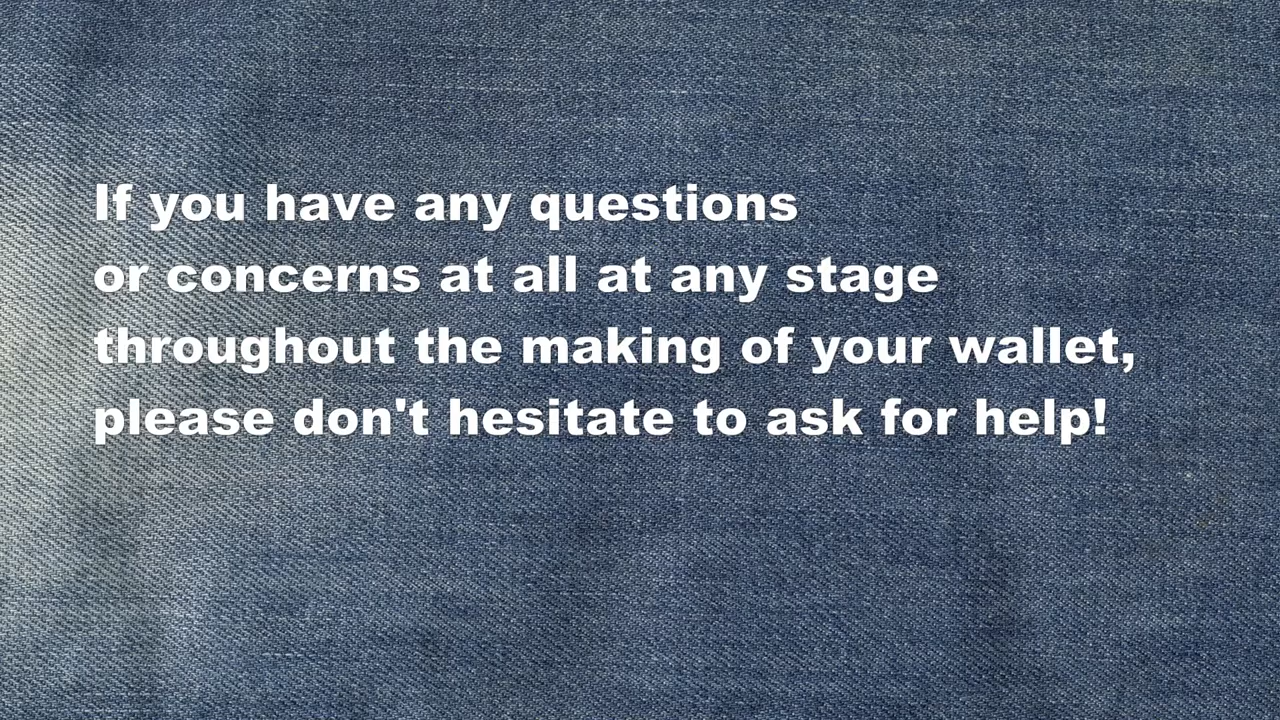 If you have any questions
or concerns at all at any stage
throughout the making of your wallet,
please don't hesitate to ask for help!